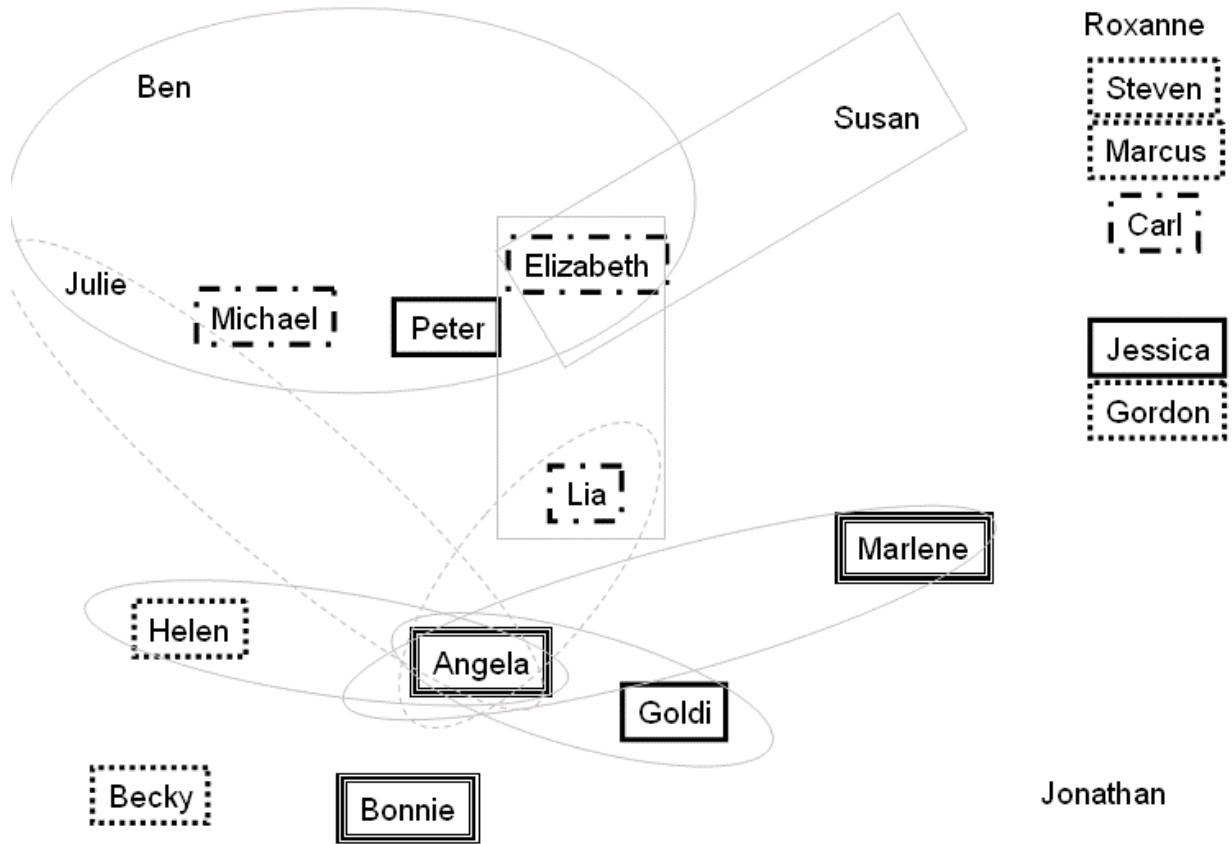 Roxanne
Ben
Steven
Susan
Marcus
Carl
Elizabeth
Julie
Michael
Peter
Jessica
Gordon
Lia
Marlene
Helen
Angela
Goldi
Becky
Bonnie
Jonathan